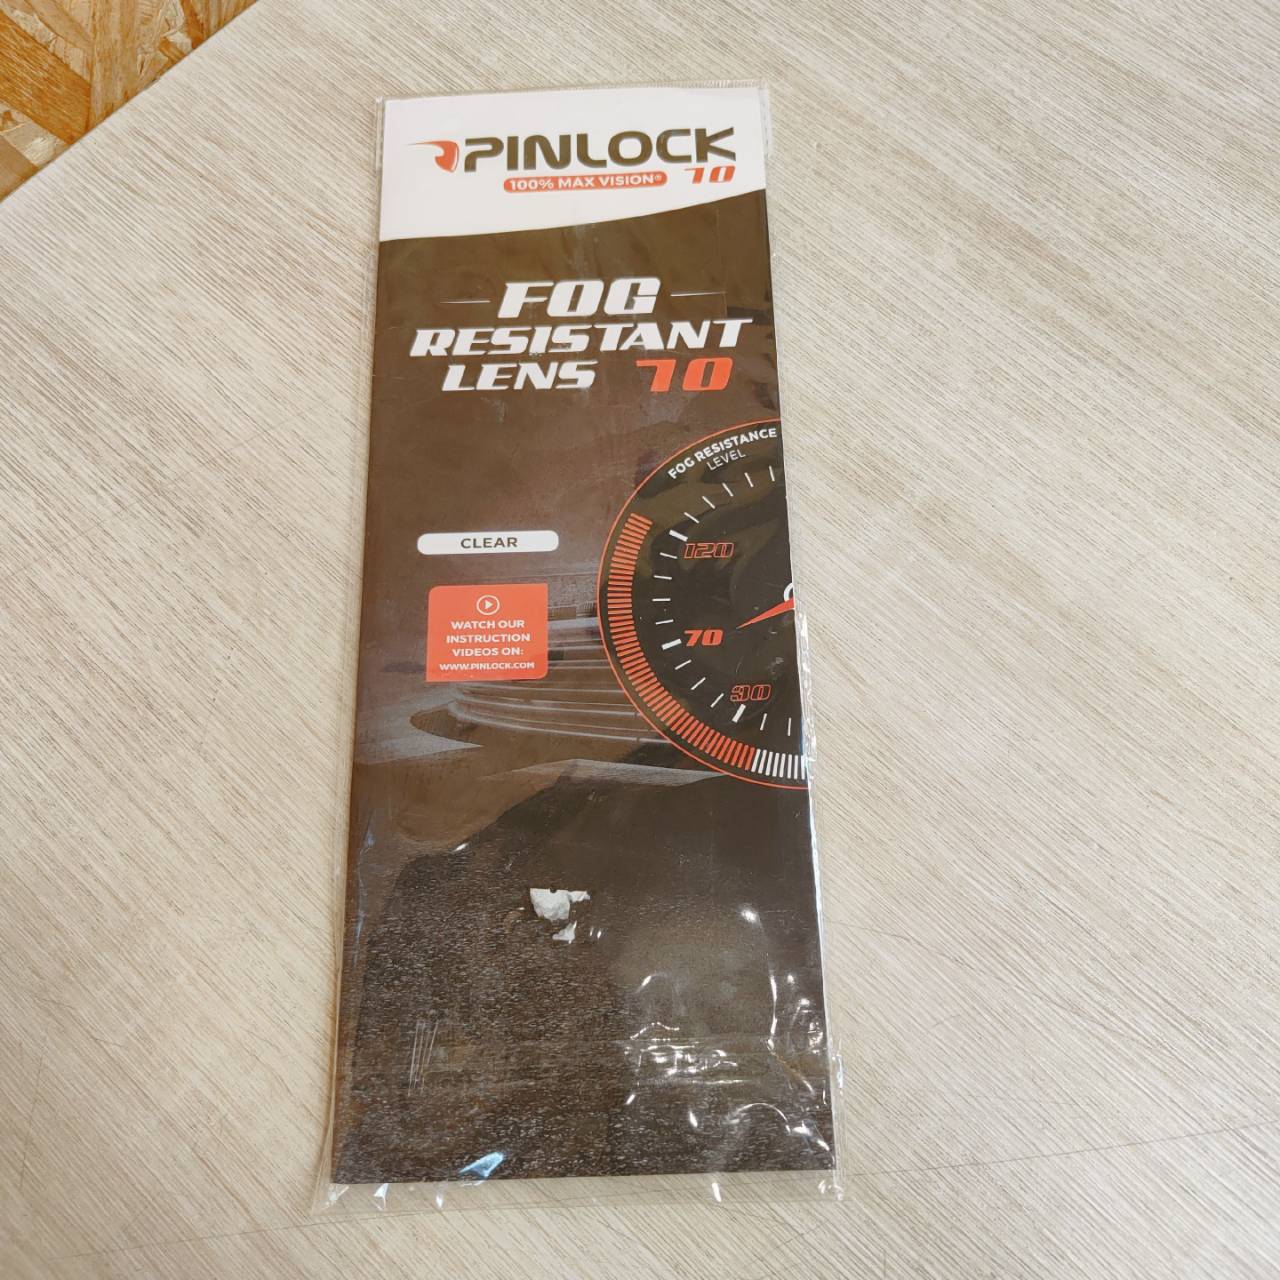 PINLOCK
100% MAX VISION® 70
FOG
RESISTANT
LENS 70
FOG RESISTANCE
LEVEL
CLEAR
120
WATCH OUR
INSTRUCTION
VIDEOS ON:
WWW.PINLOCK.COM
70
30